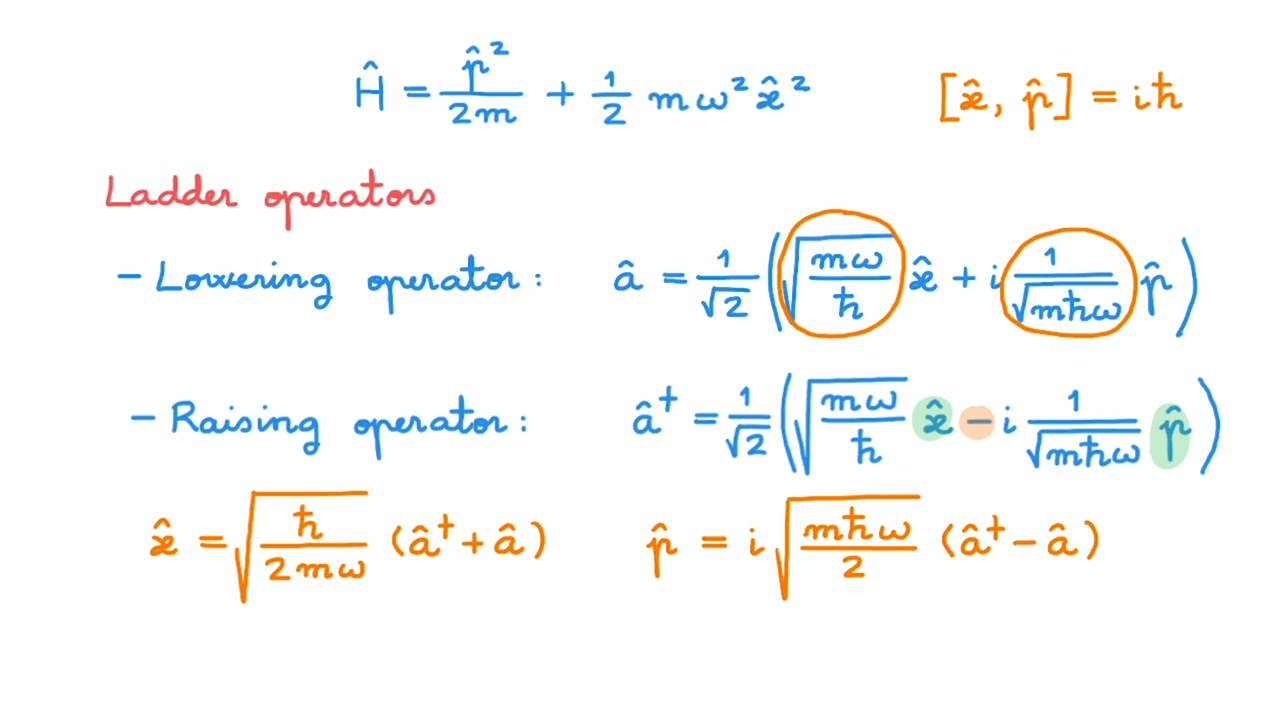 Ĥ = p̂²/2m + 1/2 mω²x̂² [x̂, p̂] = iħ
Ladder operators
- Lowering operator: â = 1/√2 (√(mω/ħ) x̂ + i 1/√(mħω) p̂)
- Raising operator: â† = 1/√2 (√(mω/ħ) x̂ - i 1/√(mħω) p̂)
x̂ = √(ħ/2mω) (â† + â) p̂ = i √(mħω/2) (â† - â)